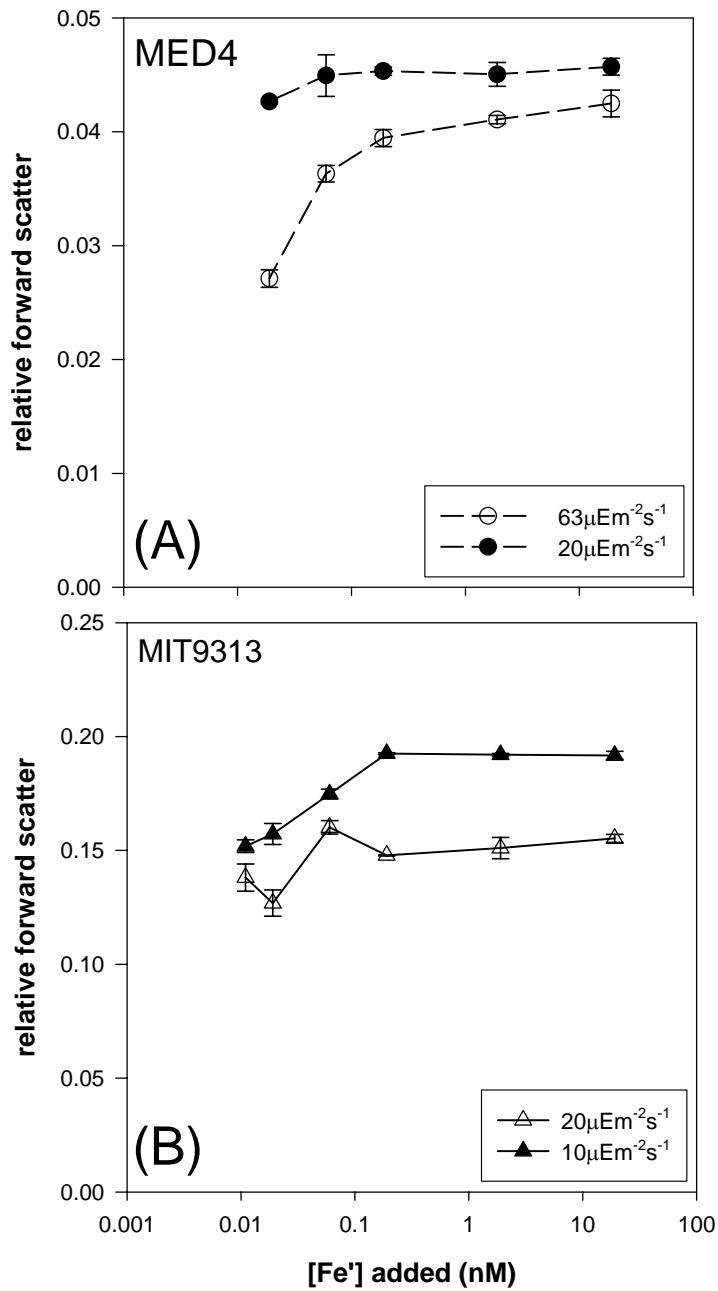 MED4
0.05
0.04
0.03
0.02
0.01
0.00
relative forward scatter
(A)
63μEm-2s-1
20μEm-2s-1
MIT9313
0.25
0.20
0.15
0.10
0.05
0.00
relative forward scatter
(B)
20μEm-2s-1
10μEm-2s-1
0.001 0.01 0.1 1 10 100
[Fe'] added (nM)